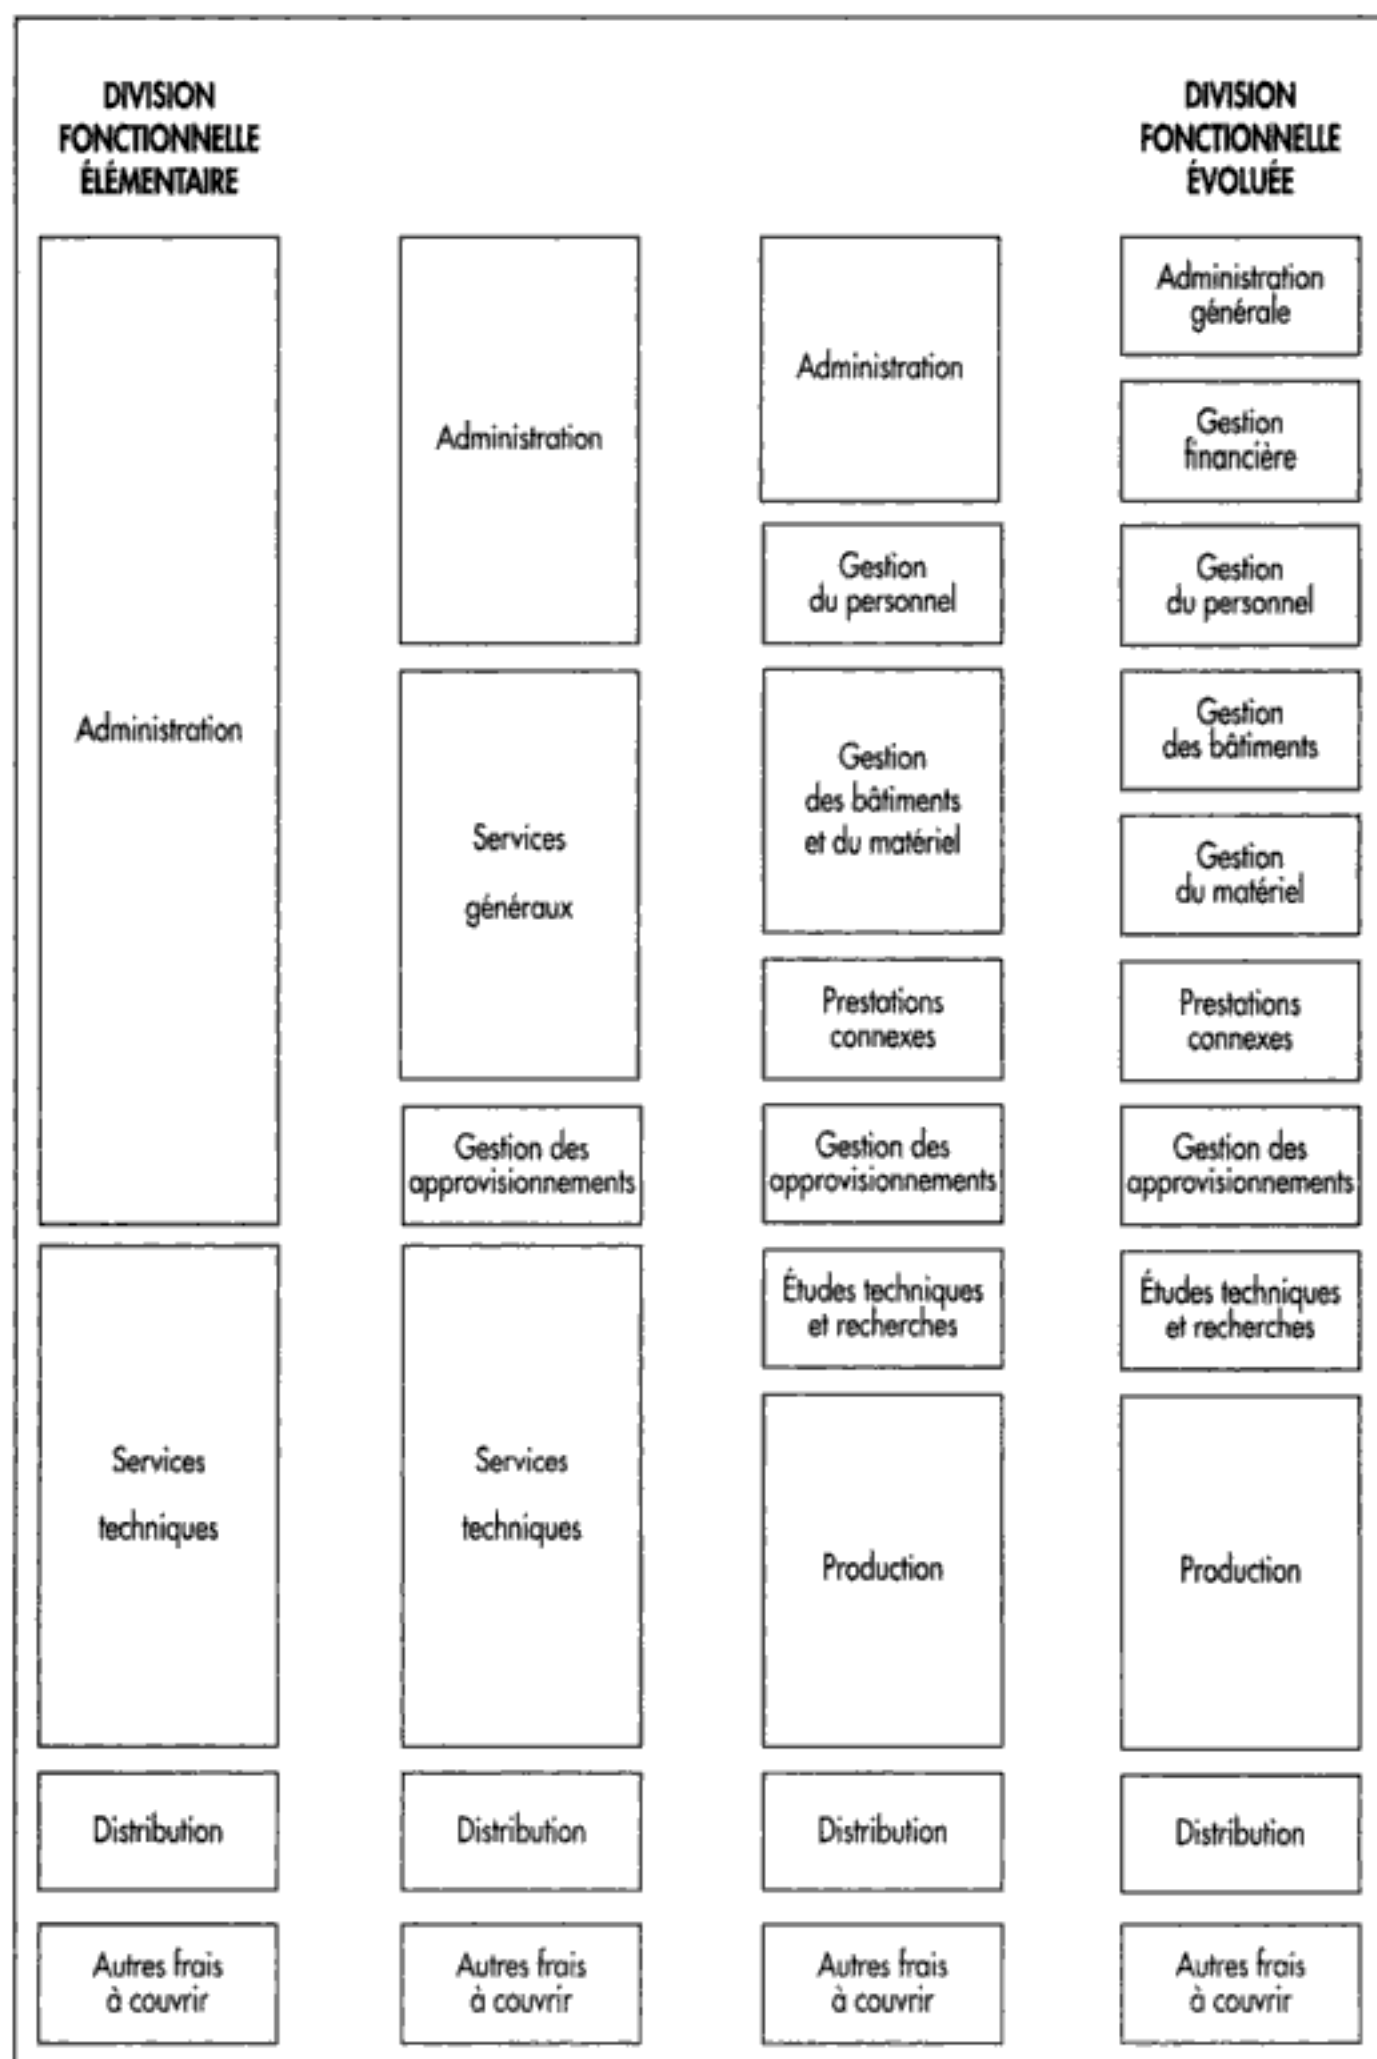 DIVISION
FONCTIONNELLE
ÉLÉMENTAIRE
Administration
Services
techniques
Distribution
Autres frais
à couvrir
Administration
Services
généraux
Gestion des
approvisionnements
Services
techniques
Distribution
Autres frais
à couvrir
Administration
Gestion
du personnel
Gestion
des bâtiments
et du matériel
Prestations
connexes
Gestion des
approvisionnements
Études techniques
et recherches
Production
Distribution
Autres frais
à couvrir
DIVISION
FONCTIONNELLE
ÉVOLUÉE
Administration
générale
Gestion
financière
Gestion
du personnel
Gestion
des bâtiments
Gestion
du matériel
Prestations
connexes
Gestion des
approvisionnements
Études techniques
et recherches
Production
Distribution
Autres frais
à couvrir